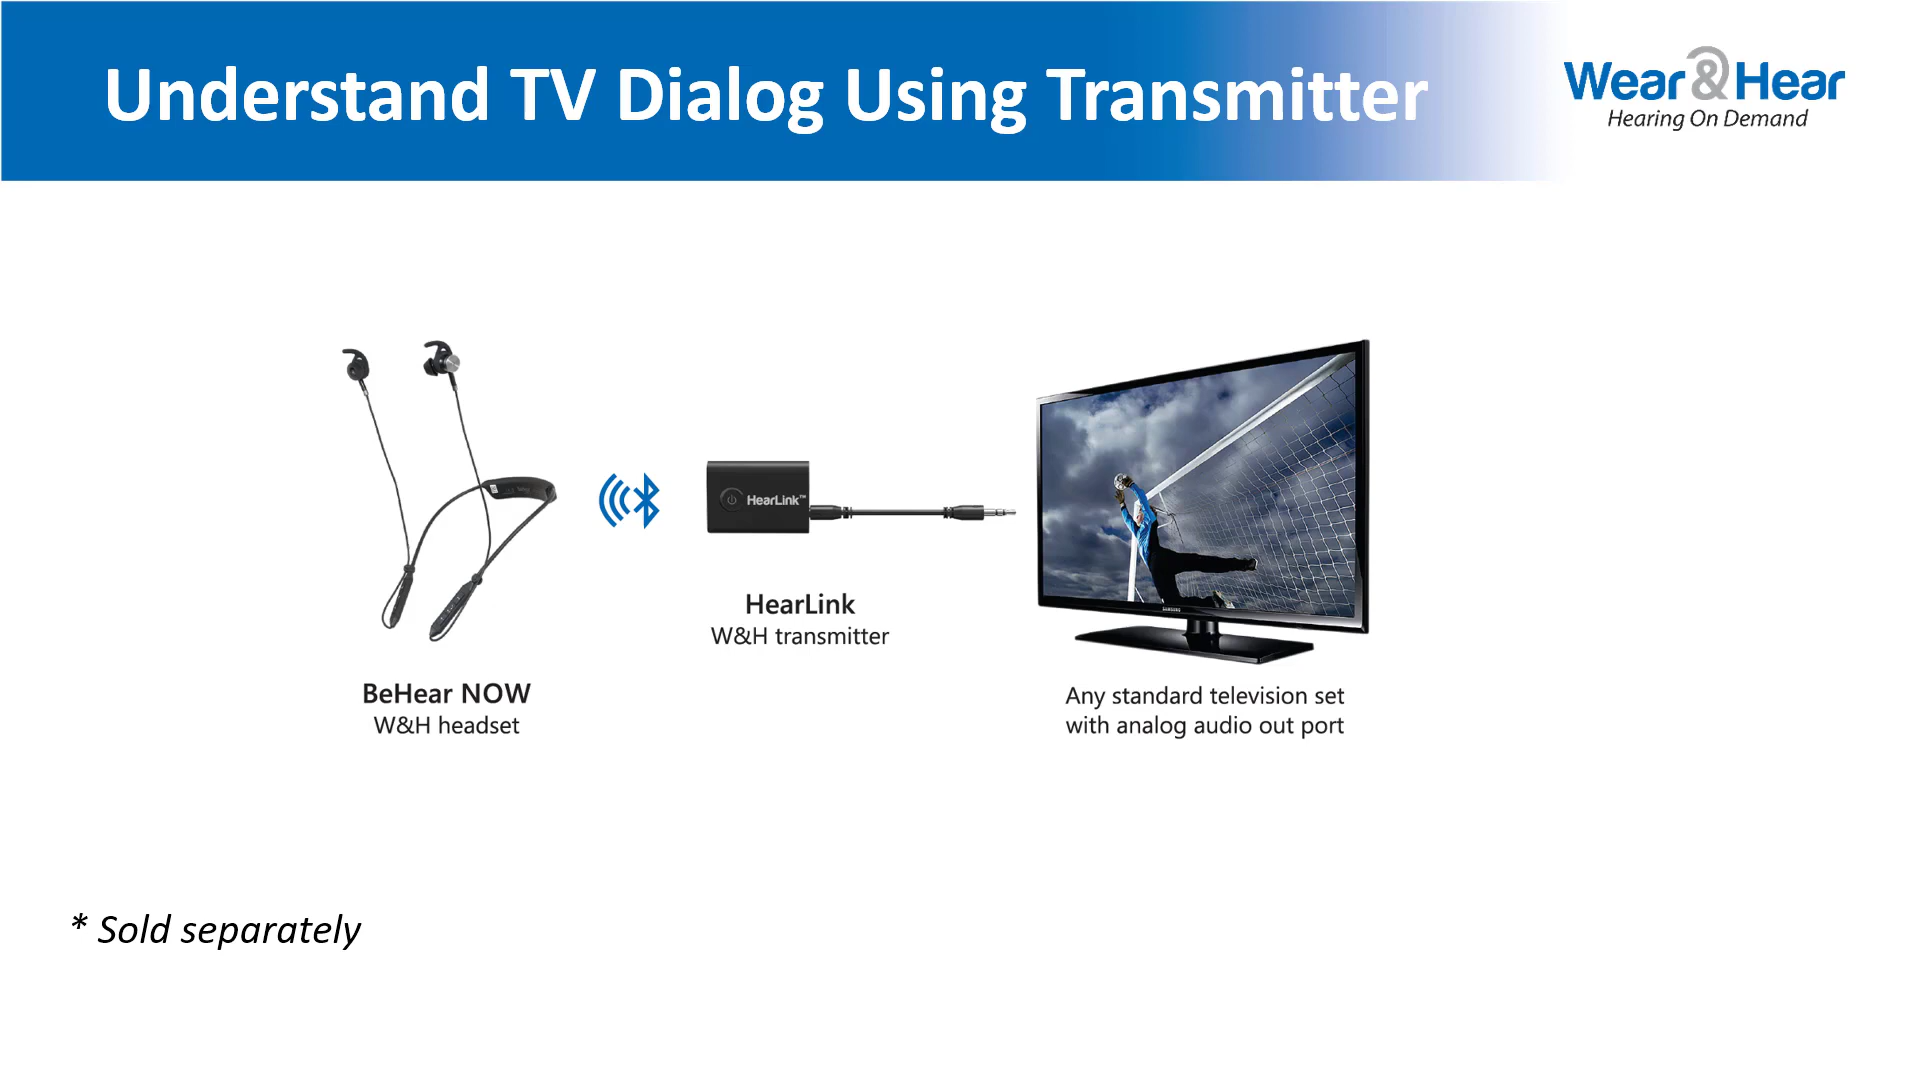 Understand TV Dialog Using Transmitter
Wear&Hear
Hearing On Demand
HearLink™
SAMSUNG
HearLink
W&H transmitter
BeHear NOW
W&H headset
Any standard television set
with analog audio out port
* Sold separately